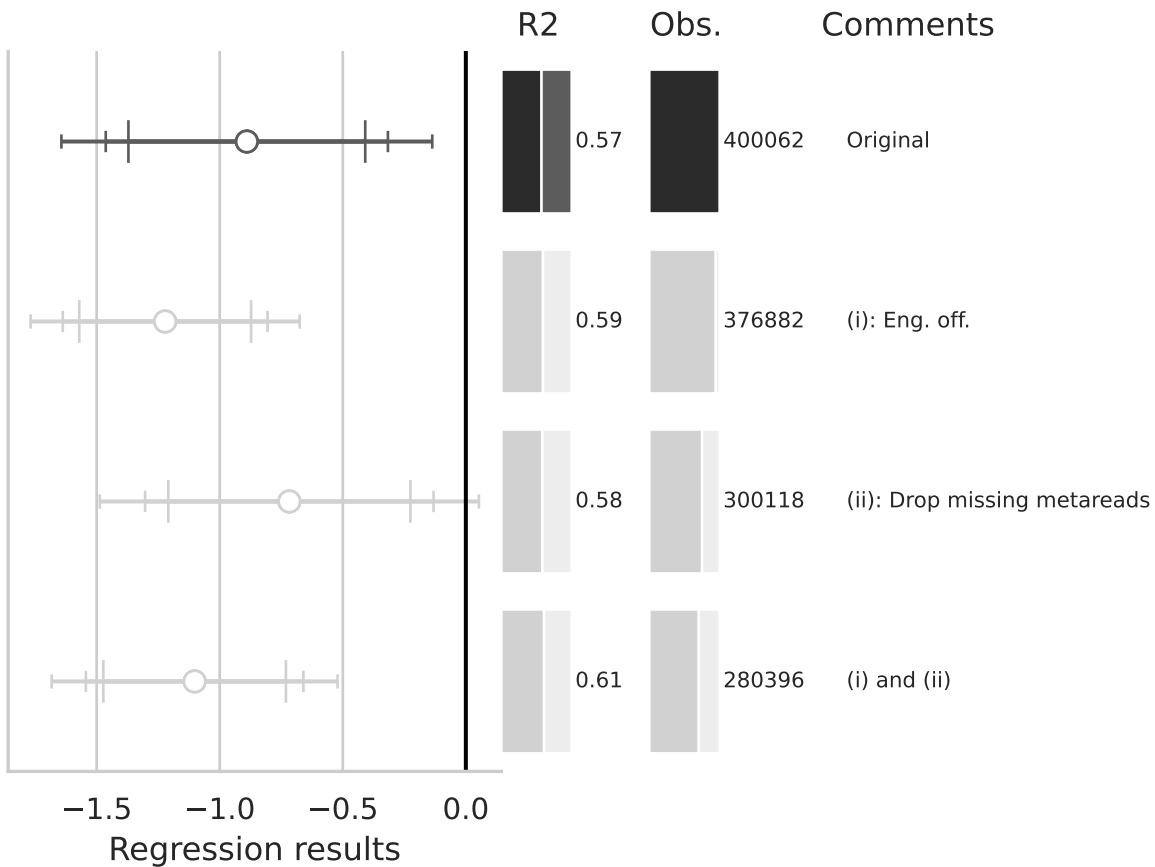 R2 Obs. Comments
0.57 400062 Original
0.59 376882 (i): Eng. off.
0.58 300118 (ii): Drop missing metareads
0.61 280396 (i) and (ii)
−1.5 −1.0 −0.5 0.0
Regression results